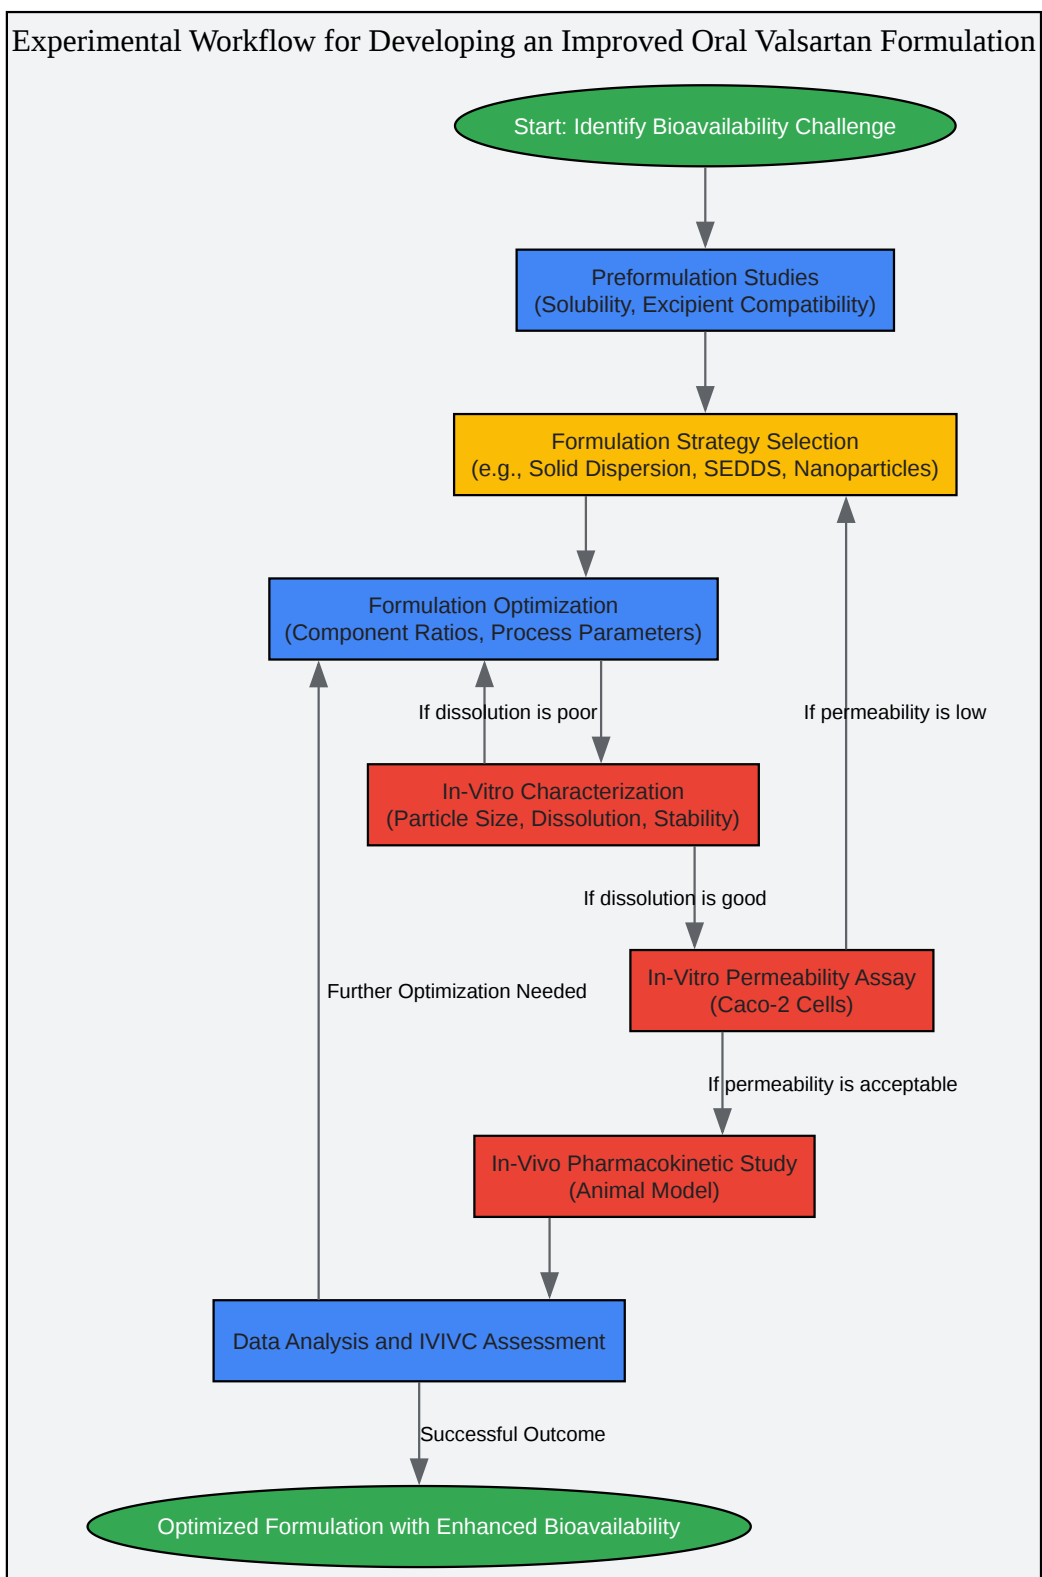 Experimental Workflow for Developing an Improved Oral Valsartan Formulation
Start: Identify Bioavailability Challenge
Preformulation Studies
(Solubility, Excipient Compatibility)
Formulation Strategy Selection
(e.g., Solid Dispersion, SEDDS, Nanoparticles)
Formulation Optimization
(Component Ratios, Process Parameters)
If dissolution is poor
If permeability is low
In-Vitro Characterization
(Particle Size, Dissolution, Stability)
If dissolution is good
In-Vitro Permeability Assay
(Caco-2 Cells)
Further Optimization Needed
If permeability is acceptable
In-Vivo Pharmacokinetic Study
(Animal Model)
Data Analysis and IVIVC Assessment
Successful Outcome
Optimized Formulation with Enhanced Bioavailability